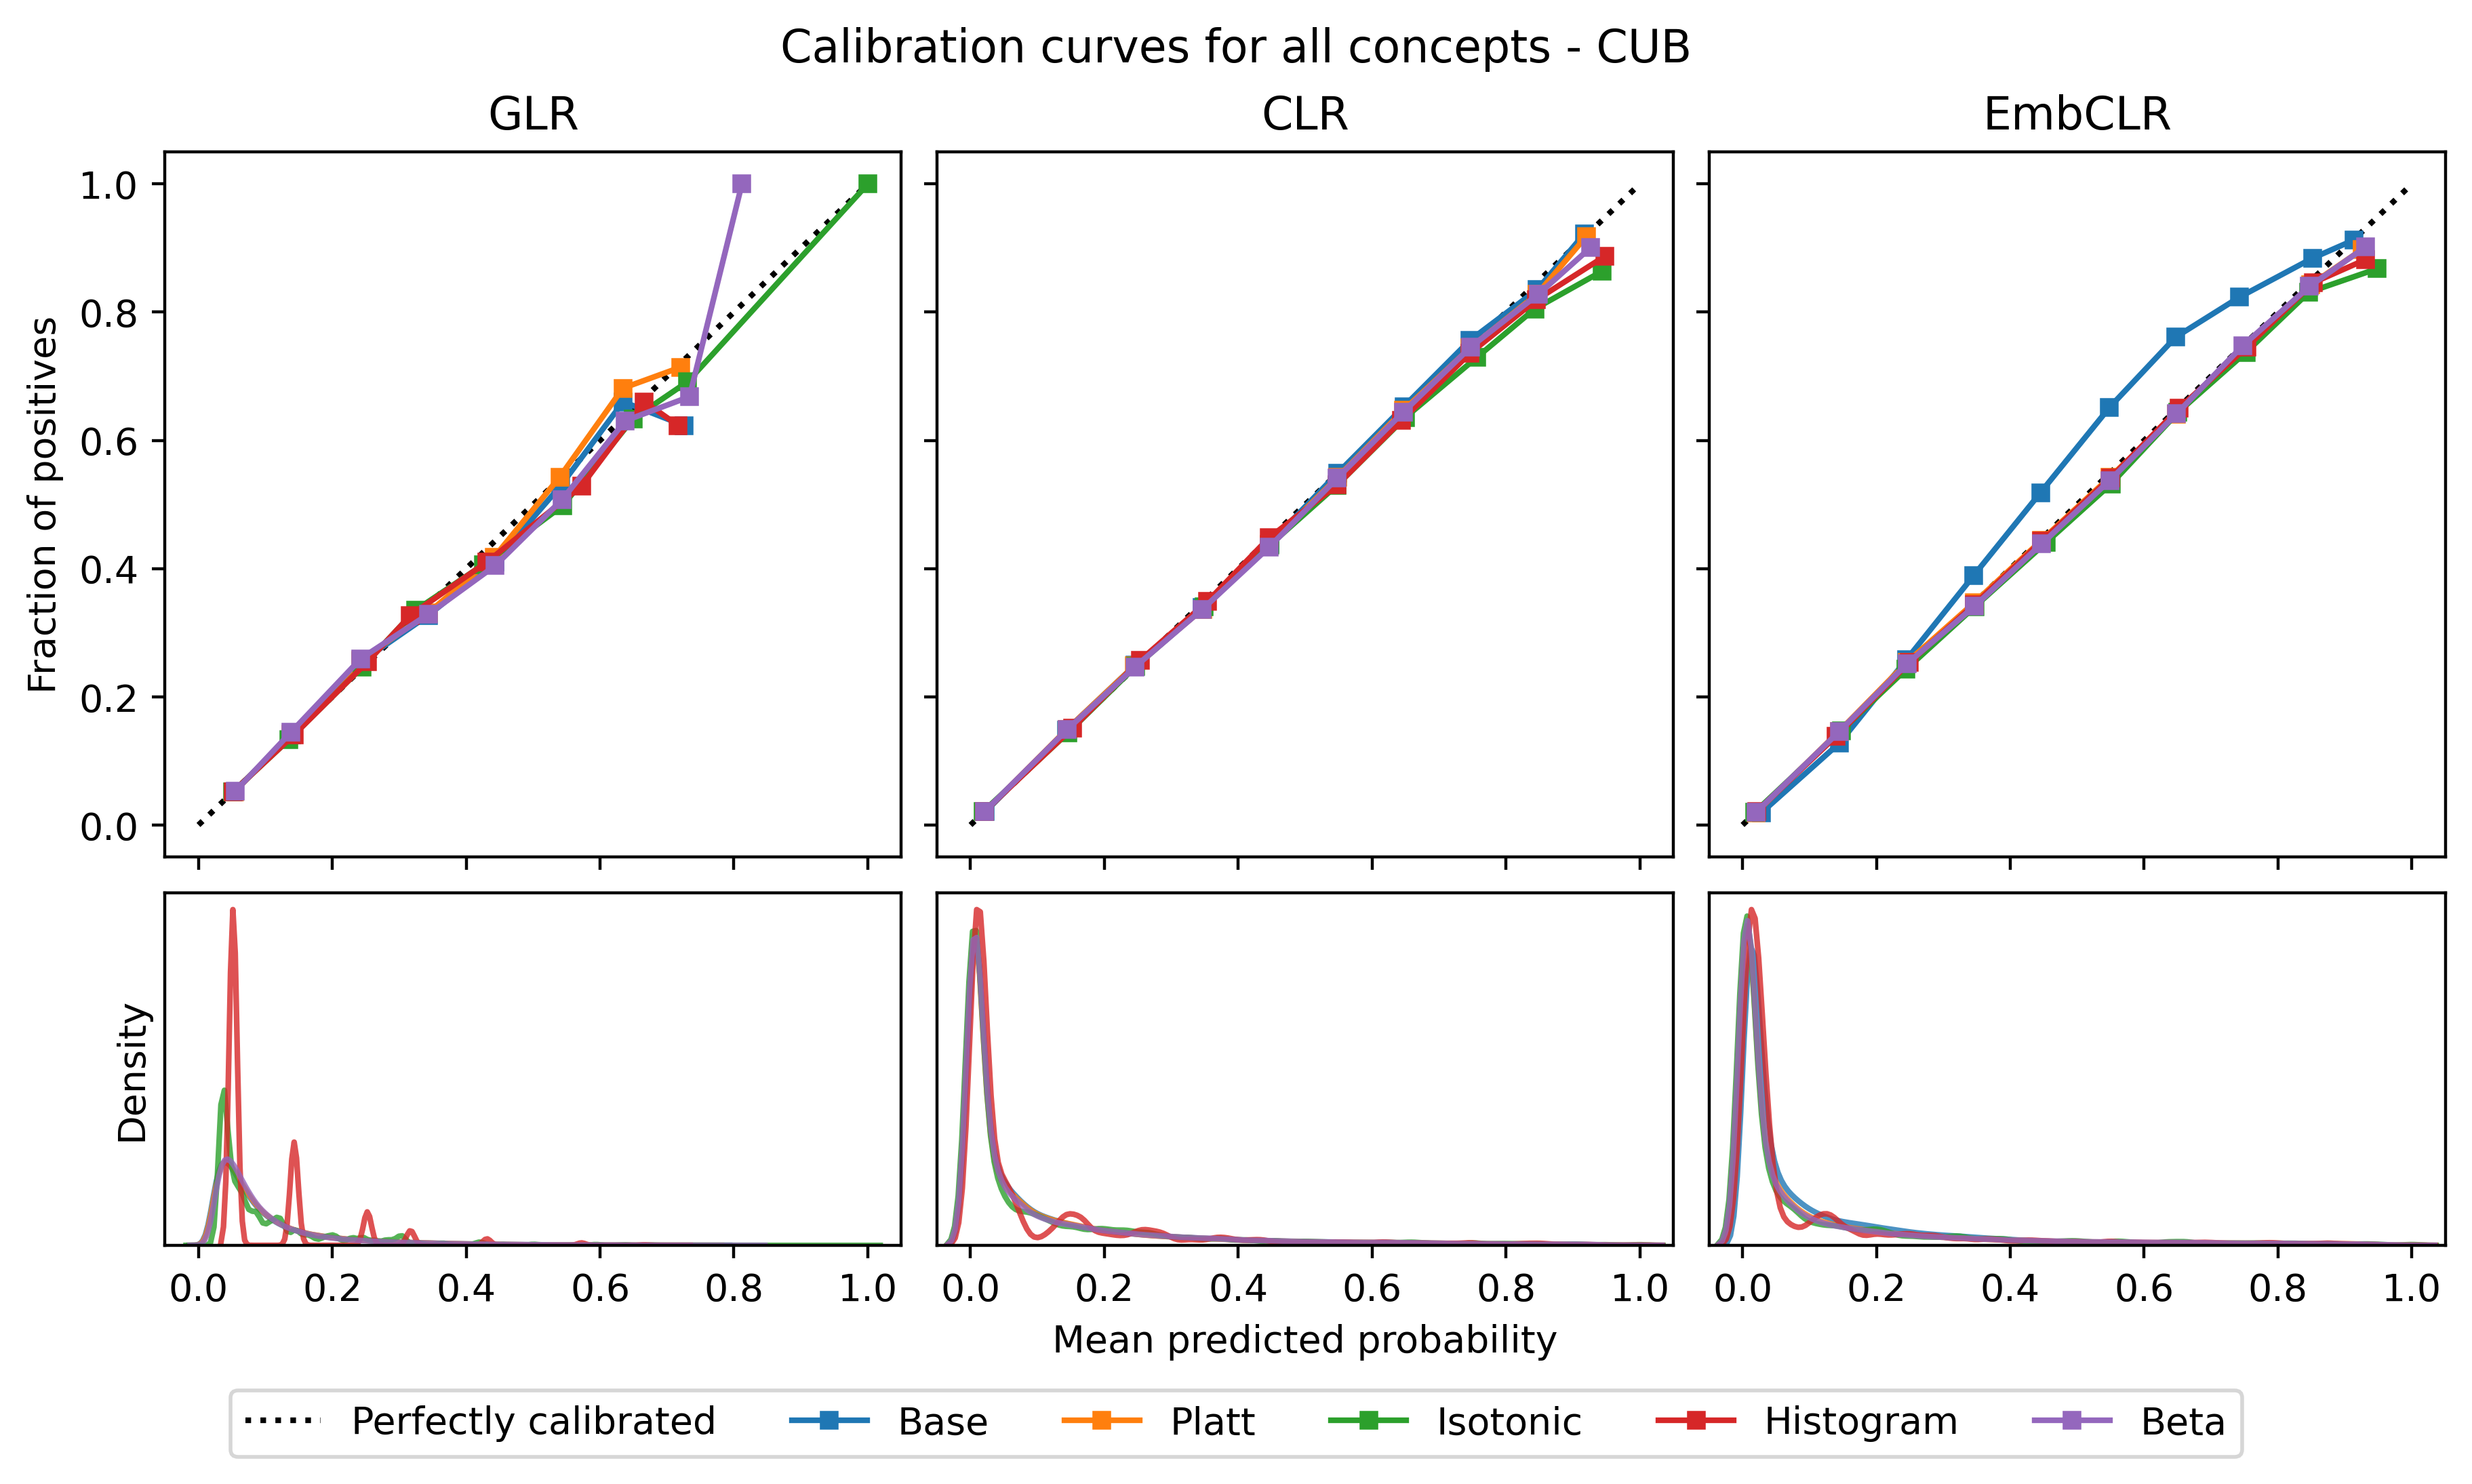 Calibration curves for all concepts - CUB
GLR
CLR
EmbCLR
Fraction of positives
1.0
0.8
0.6
0.4
0.2
0.0
Density
0.0 0.2 0.4 0.6 0.8 1.0
0.0 0.2 0.4 0.6 0.8 1.0
0.0 0.2 0.4 0.6 0.8 1.0
Mean predicted probability
Perfectly calibrated Base Platt Isotonic Histogram Beta